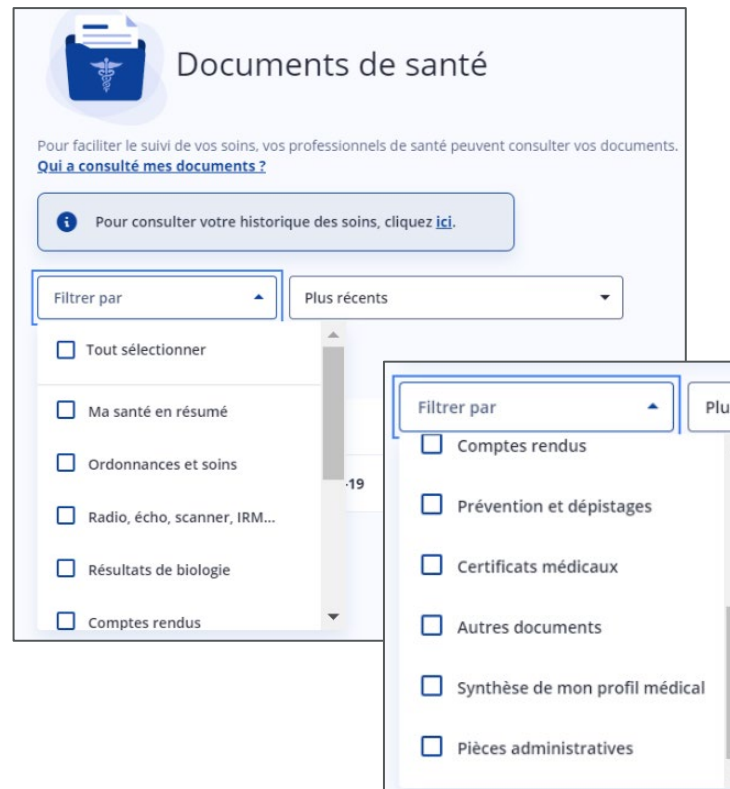 Documents de santé
Pour faciliter le suivi de vos soins, vos professionnels de santé peuvent consulter vos documents.
Qui a consulté mes documents ?
Pour consulter votre historique des soins, cliquez ici.
Filtrer par
Plus récents
Tout sélectionner
Ma santé en résumé
Ordonnances et soins
-19
Radio, écho, scanner, IRM...
Résultats de biologie
Comptes rendus
Filtrer par
Plu
Comptes rendus
Prévention et dépistages
Certificats médicaux
Autres documents
Synthèse de mon profil médical
Pièces administratives